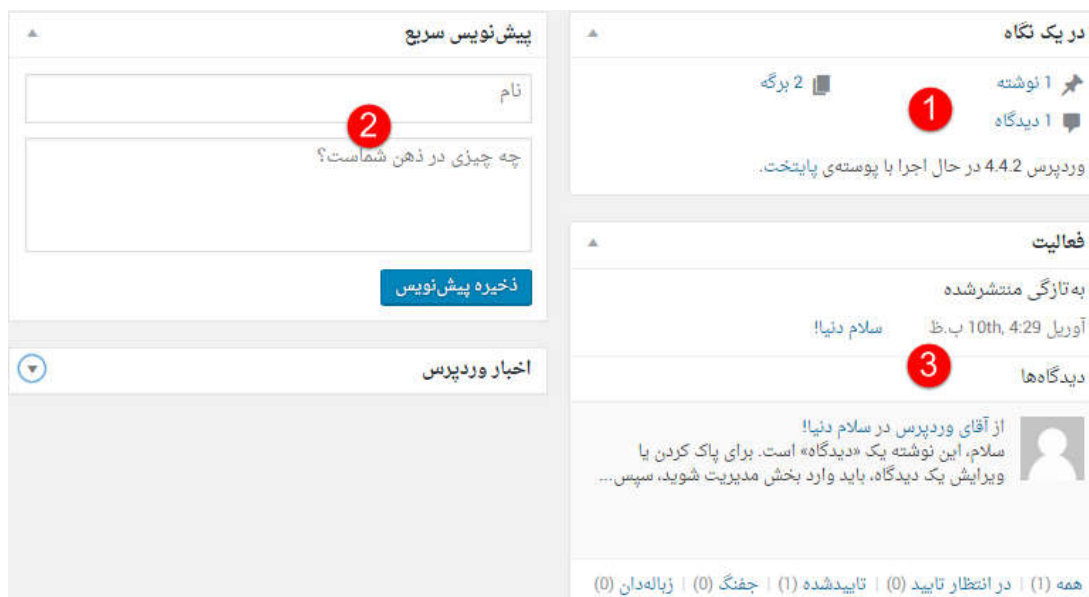 در یک نگاه
1 نوشته
2 برگه
1 دیدگاه
1
وردپرس 4.4.2 در حال اجرا با پوسته‌ی پایتخت.
فعالیت
به‌تازگی منتشرشده
آوریل 10th, 4:29 ب.ظ سلام دنیا!
3
دیدگاه‌ها
از آقای وردپرس در سلام دنیا!
سلام، این نوشته یک «دیدگاه» است. برای پاک کردن یا
ویرایش یک دیدگاه، باید وارد بخش مدیریت شوید، سپس...
همه (1) | در انتظار تایید (0) | تاییدشده (1) | جفنگ (0) | زباله‌دان (0)
پیش‌نویس سریع
نام
2
چه چیزی در ذهن شماست؟
ذخیره پیش‌نویس
اخبار وردپرس